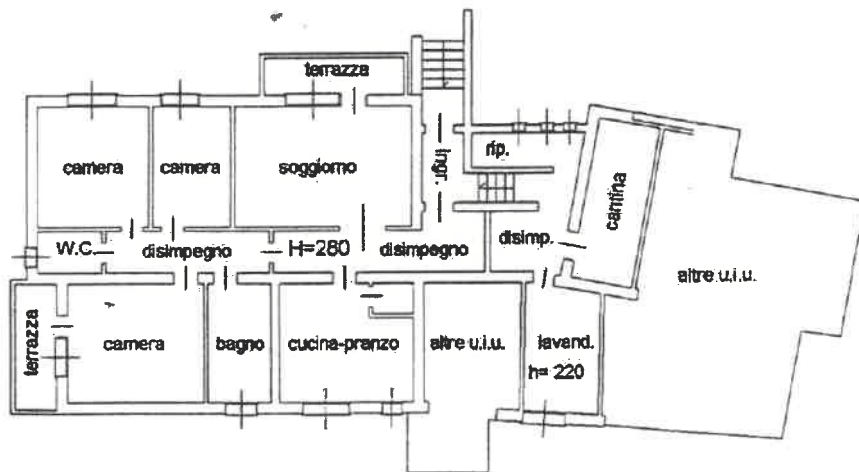 terrazza
camera
camera
soggiorno
ingr.
rip.
cantina
W.C.
disimpegno
H=280
disimpegno
disimp.
altre u.i.u.
terrazza
camera
bagno
cucina-pranzo
altre u.i.u.
lavand.
h= 220